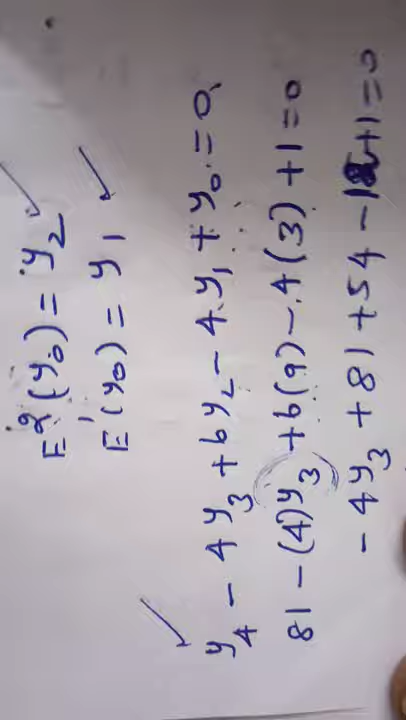 E²(y₀) = y₂ ✓
E¹(y₀) = y₁ ✓
✓ y₄ − 4y₃ + 6y₂ − 4y₁ + y₀ = 0
81 − (4)y₃ + 6(9) − 4(3) + 1 = 0
− 4y₃ + 81 + 54 − 12 + 1 = 0